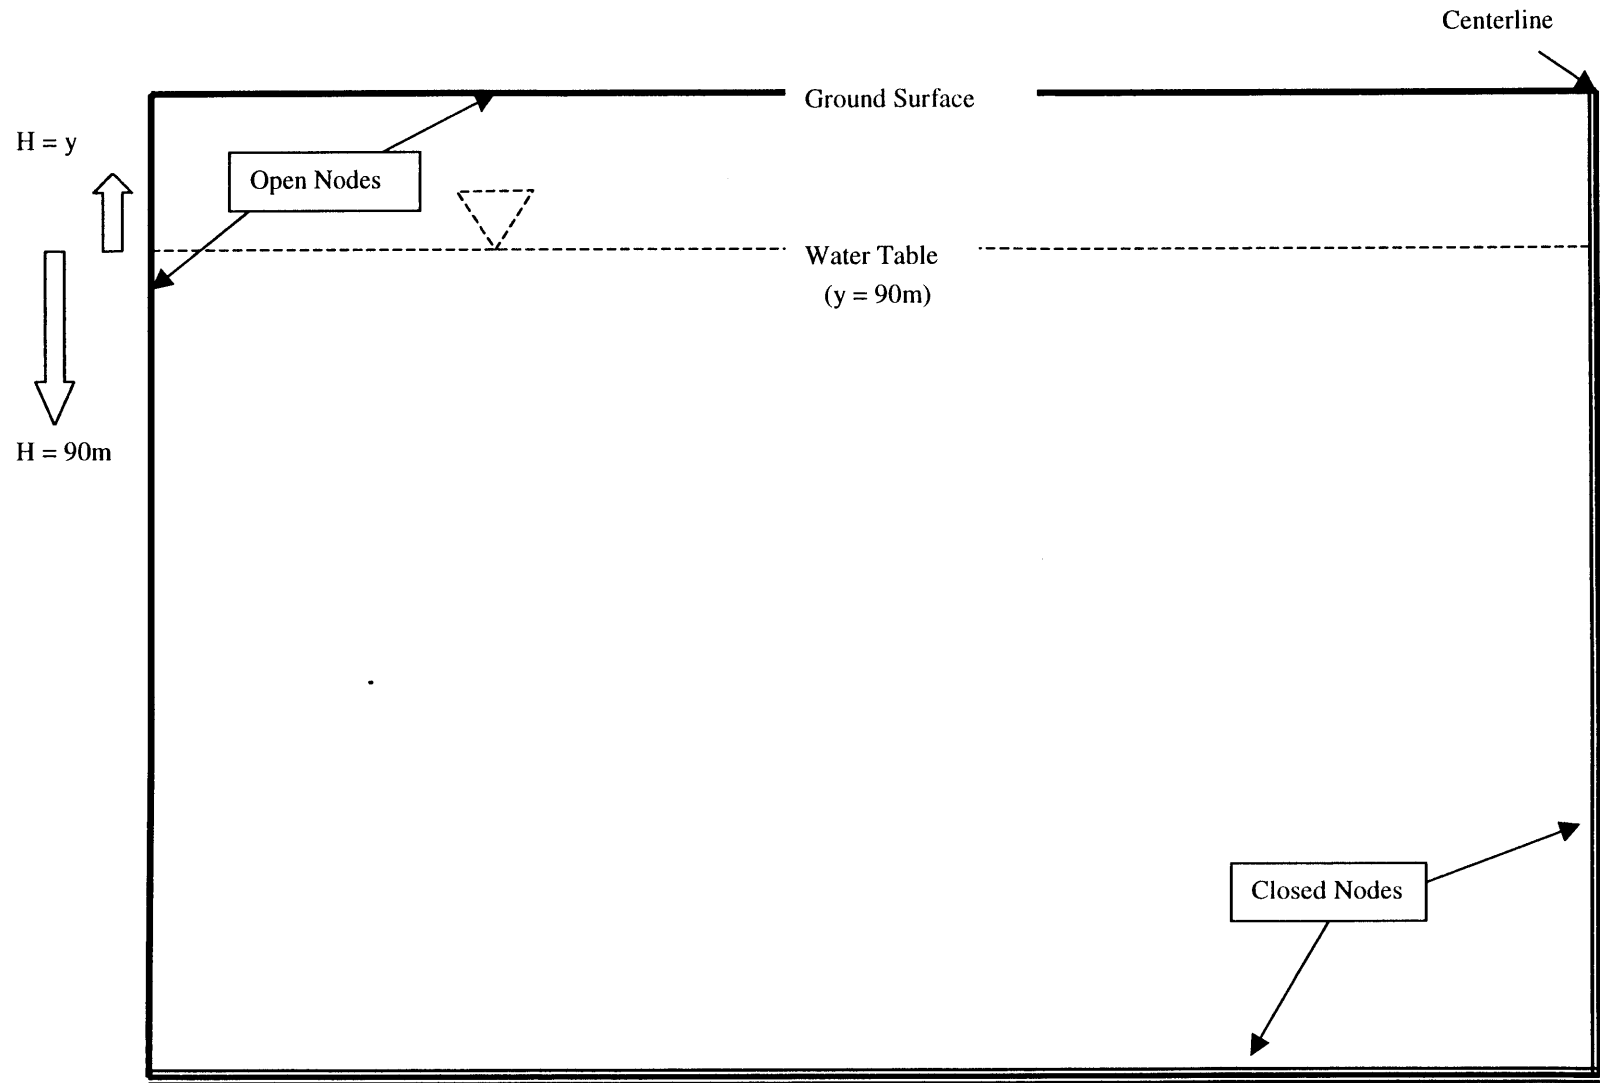 Centerline
Ground Surface
H = y
Open Nodes
Water Table
(y = 90m)
H = 90m
Closed Nodes